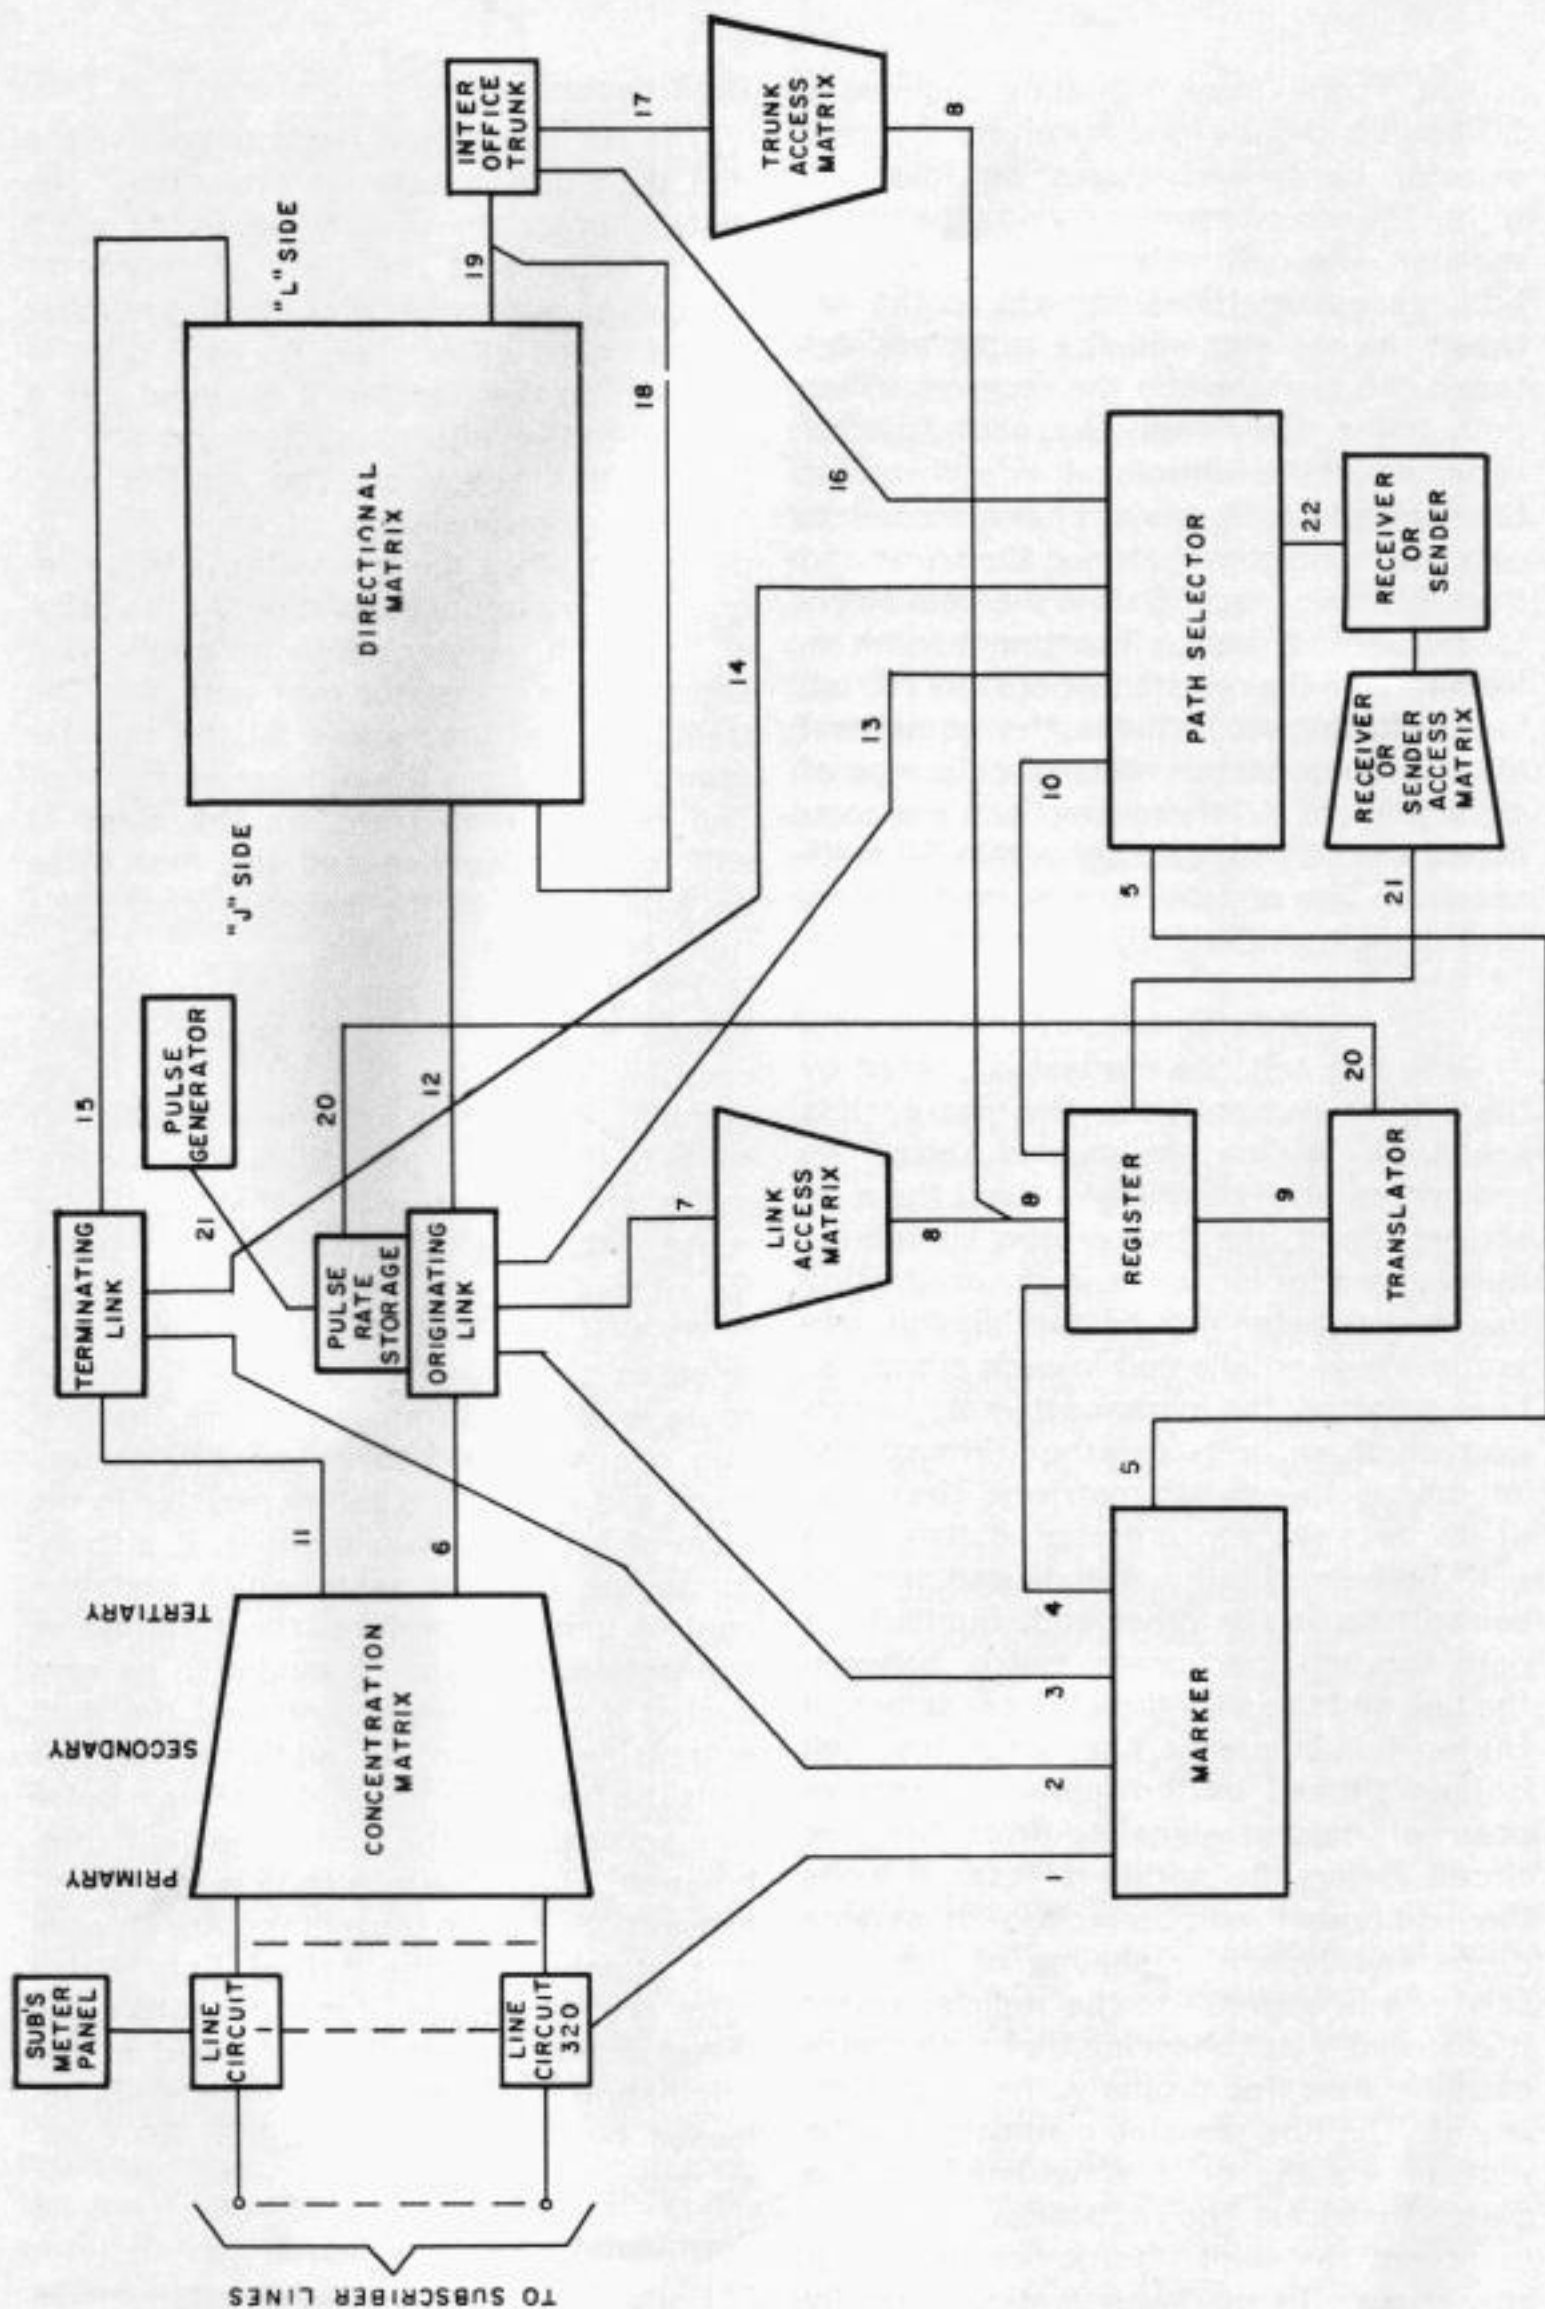 TO SUBSCRIBER LINES
SUB'S
METER
PANEL
LINE
CIRCUIT
LINE
CIRCUIT
320
PRIMARY
SECONDARY
TERTIARY
CONCENTRATION
MATRIX
11
6
TERMINATING
LINK
15
PULSE
GENERATOR
21
PULSE
RATE
STORAGE
20
ORIGINATING
LINK
12
"J" SIDE
"L" SIDE
DIRECTIONAL
MATRIX
18
19
INTER
OFFICE
TRUNK
17
TRUNK
ACCESS
MATRIX
8
16
14
13
7
LINK
ACCESS
MATRIX
8
8
1
2
3
4
5
MARKER
REGISTER
9
TRANSLATOR
20
10
5
PATH SELECTOR
22
RECEIVER
OR
SENDER
RECEIVER
OR
SENDER
ACCESS
MATRIX
21